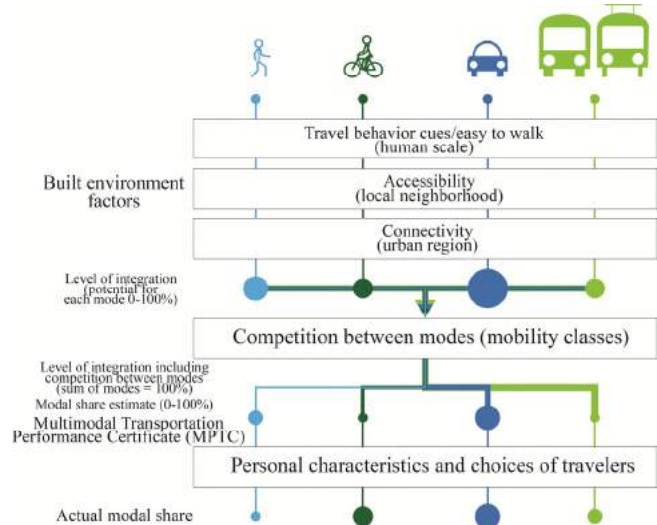 Travel behavior cues/easy to walk
(human scale)
Built environment
factors
Accessibility
(local neighborhood)
Connectivity
(urban region)
Level of integration
(potential for
each mode 0-100%)
Competition between modes (mobility classes)
Level of integration including
competition between modes
(sum of modes = 100%)
Modal share estimate (0-100%)
Multimodal Transportation
Performance Certificate (MPTC)
Personal characteristics and choices of travelers
Actual modal share